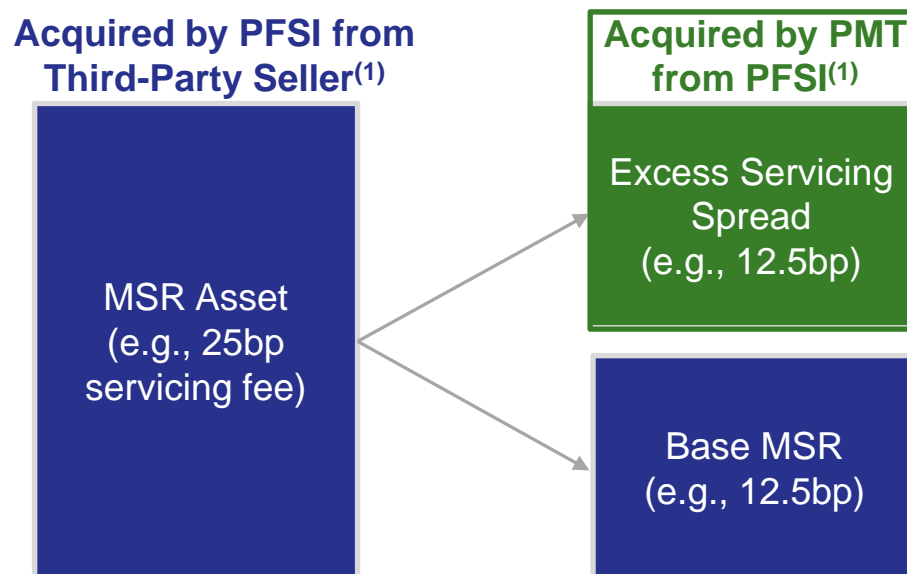 Acquired by PFSI from
Third-Party Seller(1)
MSR Asset
(e.g., 25bp
servicing fee)
Acquired by PMT
from PFSI(1)
Excess Servicing
Spread
(e.g., 12.5bp)
Base MSR
(e.g., 12.5bp)